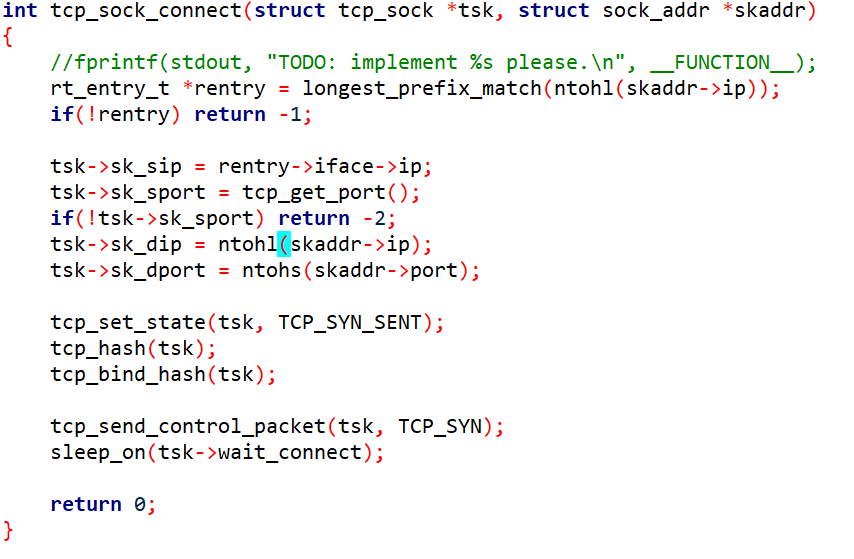 int tcp_sock_connect(struct tcp_sock *tsk, struct sock_addr *skaddr)
{
    //fprintf(stdout, "TODO: implement %s please.\n", __FUNCTION__);
    rt_entry_t *rentry = longest_prefix_match(ntohl(skaddr->ip));
    if(!rentry) return -1;

    tsk->sk_sip = rentry->iface->ip;
    tsk->sk_sport = tcp_get_port();
    if(!tsk->sk_sport) return -2;
    tsk->sk_dip = ntohl(skaddr->ip);
    tsk->sk_dport = ntohs(skaddr->port);

    tcp_set_state(tsk, TCP_SYN_SENT);
    tcp_hash(tsk);
    tcp_bind_hash(tsk);

    tcp_send_control_packet(tsk, TCP_SYN);
    sleep_on(tsk->wait_connect);

    return 0;
}